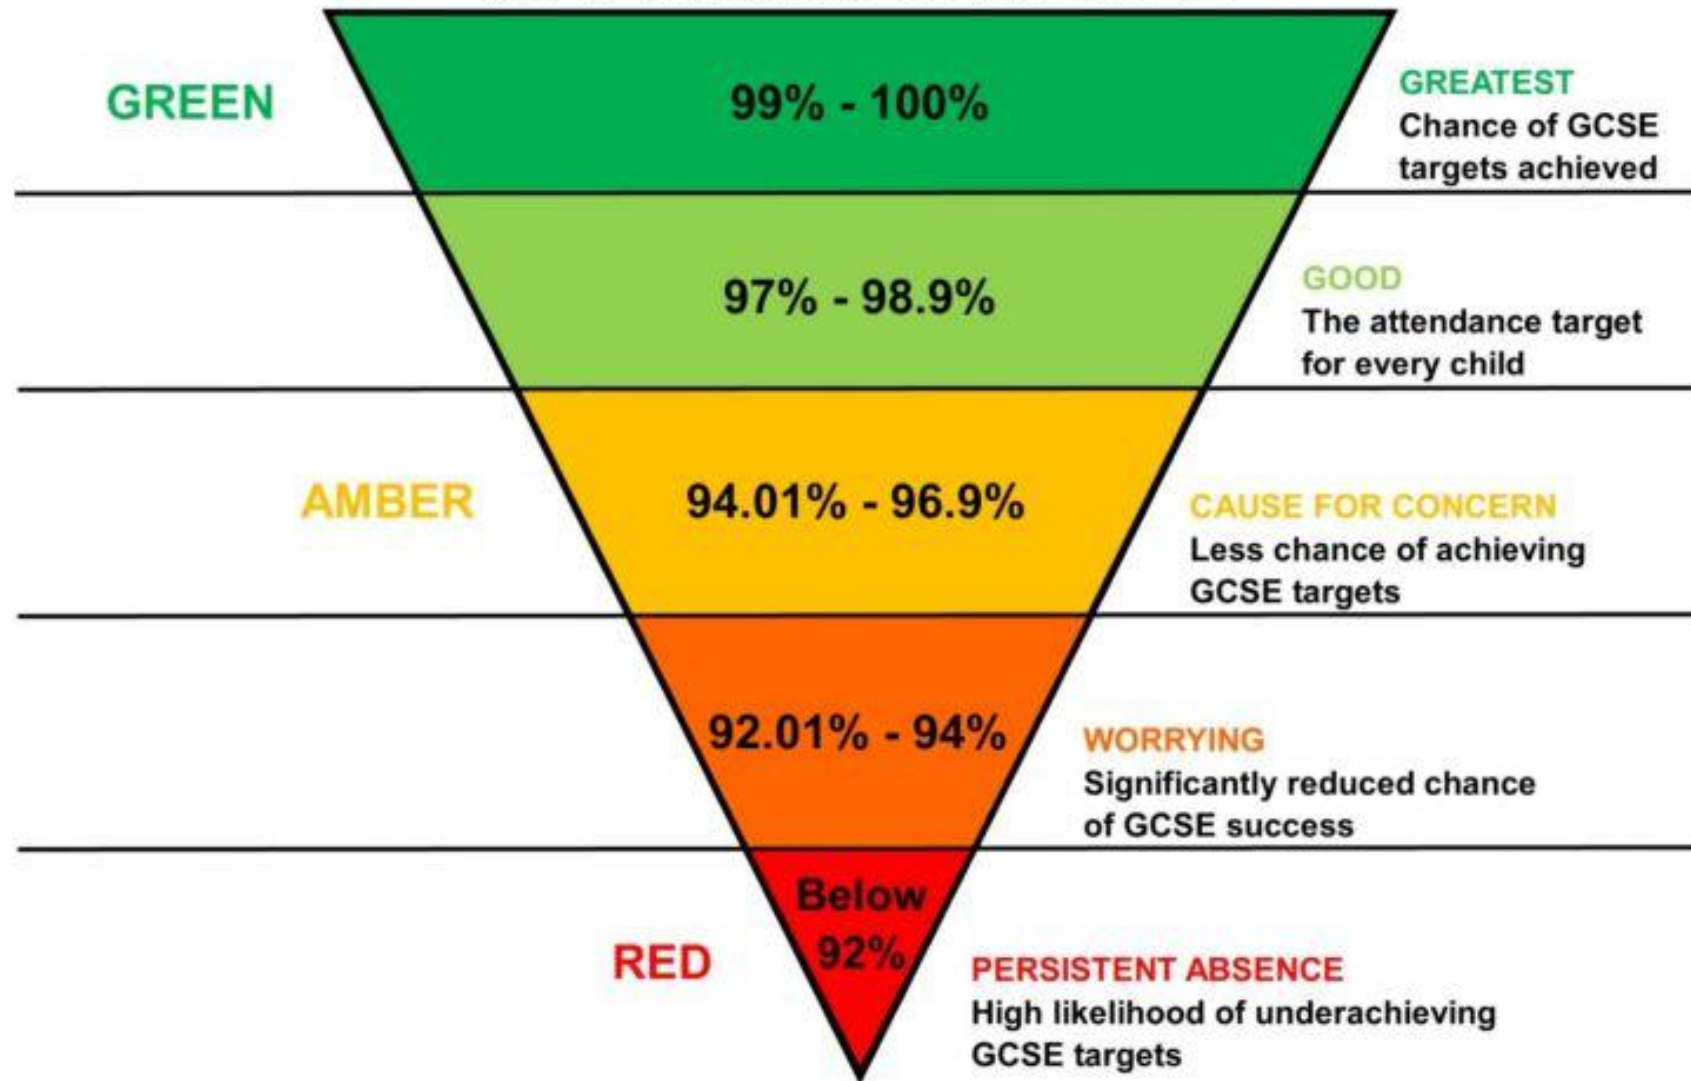 GREEN
99% - 100%
GREATEST
Chance of GCSE
targets achieved
97% - 98.9%
GOOD
The attendance target
for every child
AMBER
94.01% - 96.9%
CAUSE FOR CONCERN
Less chance of achieving
GCSE targets
92.01% - 94%
WORRYING
Significantly reduced chance
of GCSE success
RED
Below
92%
PERSISTENT ABSENCE
High likelihood of underachieving
GCSE targets